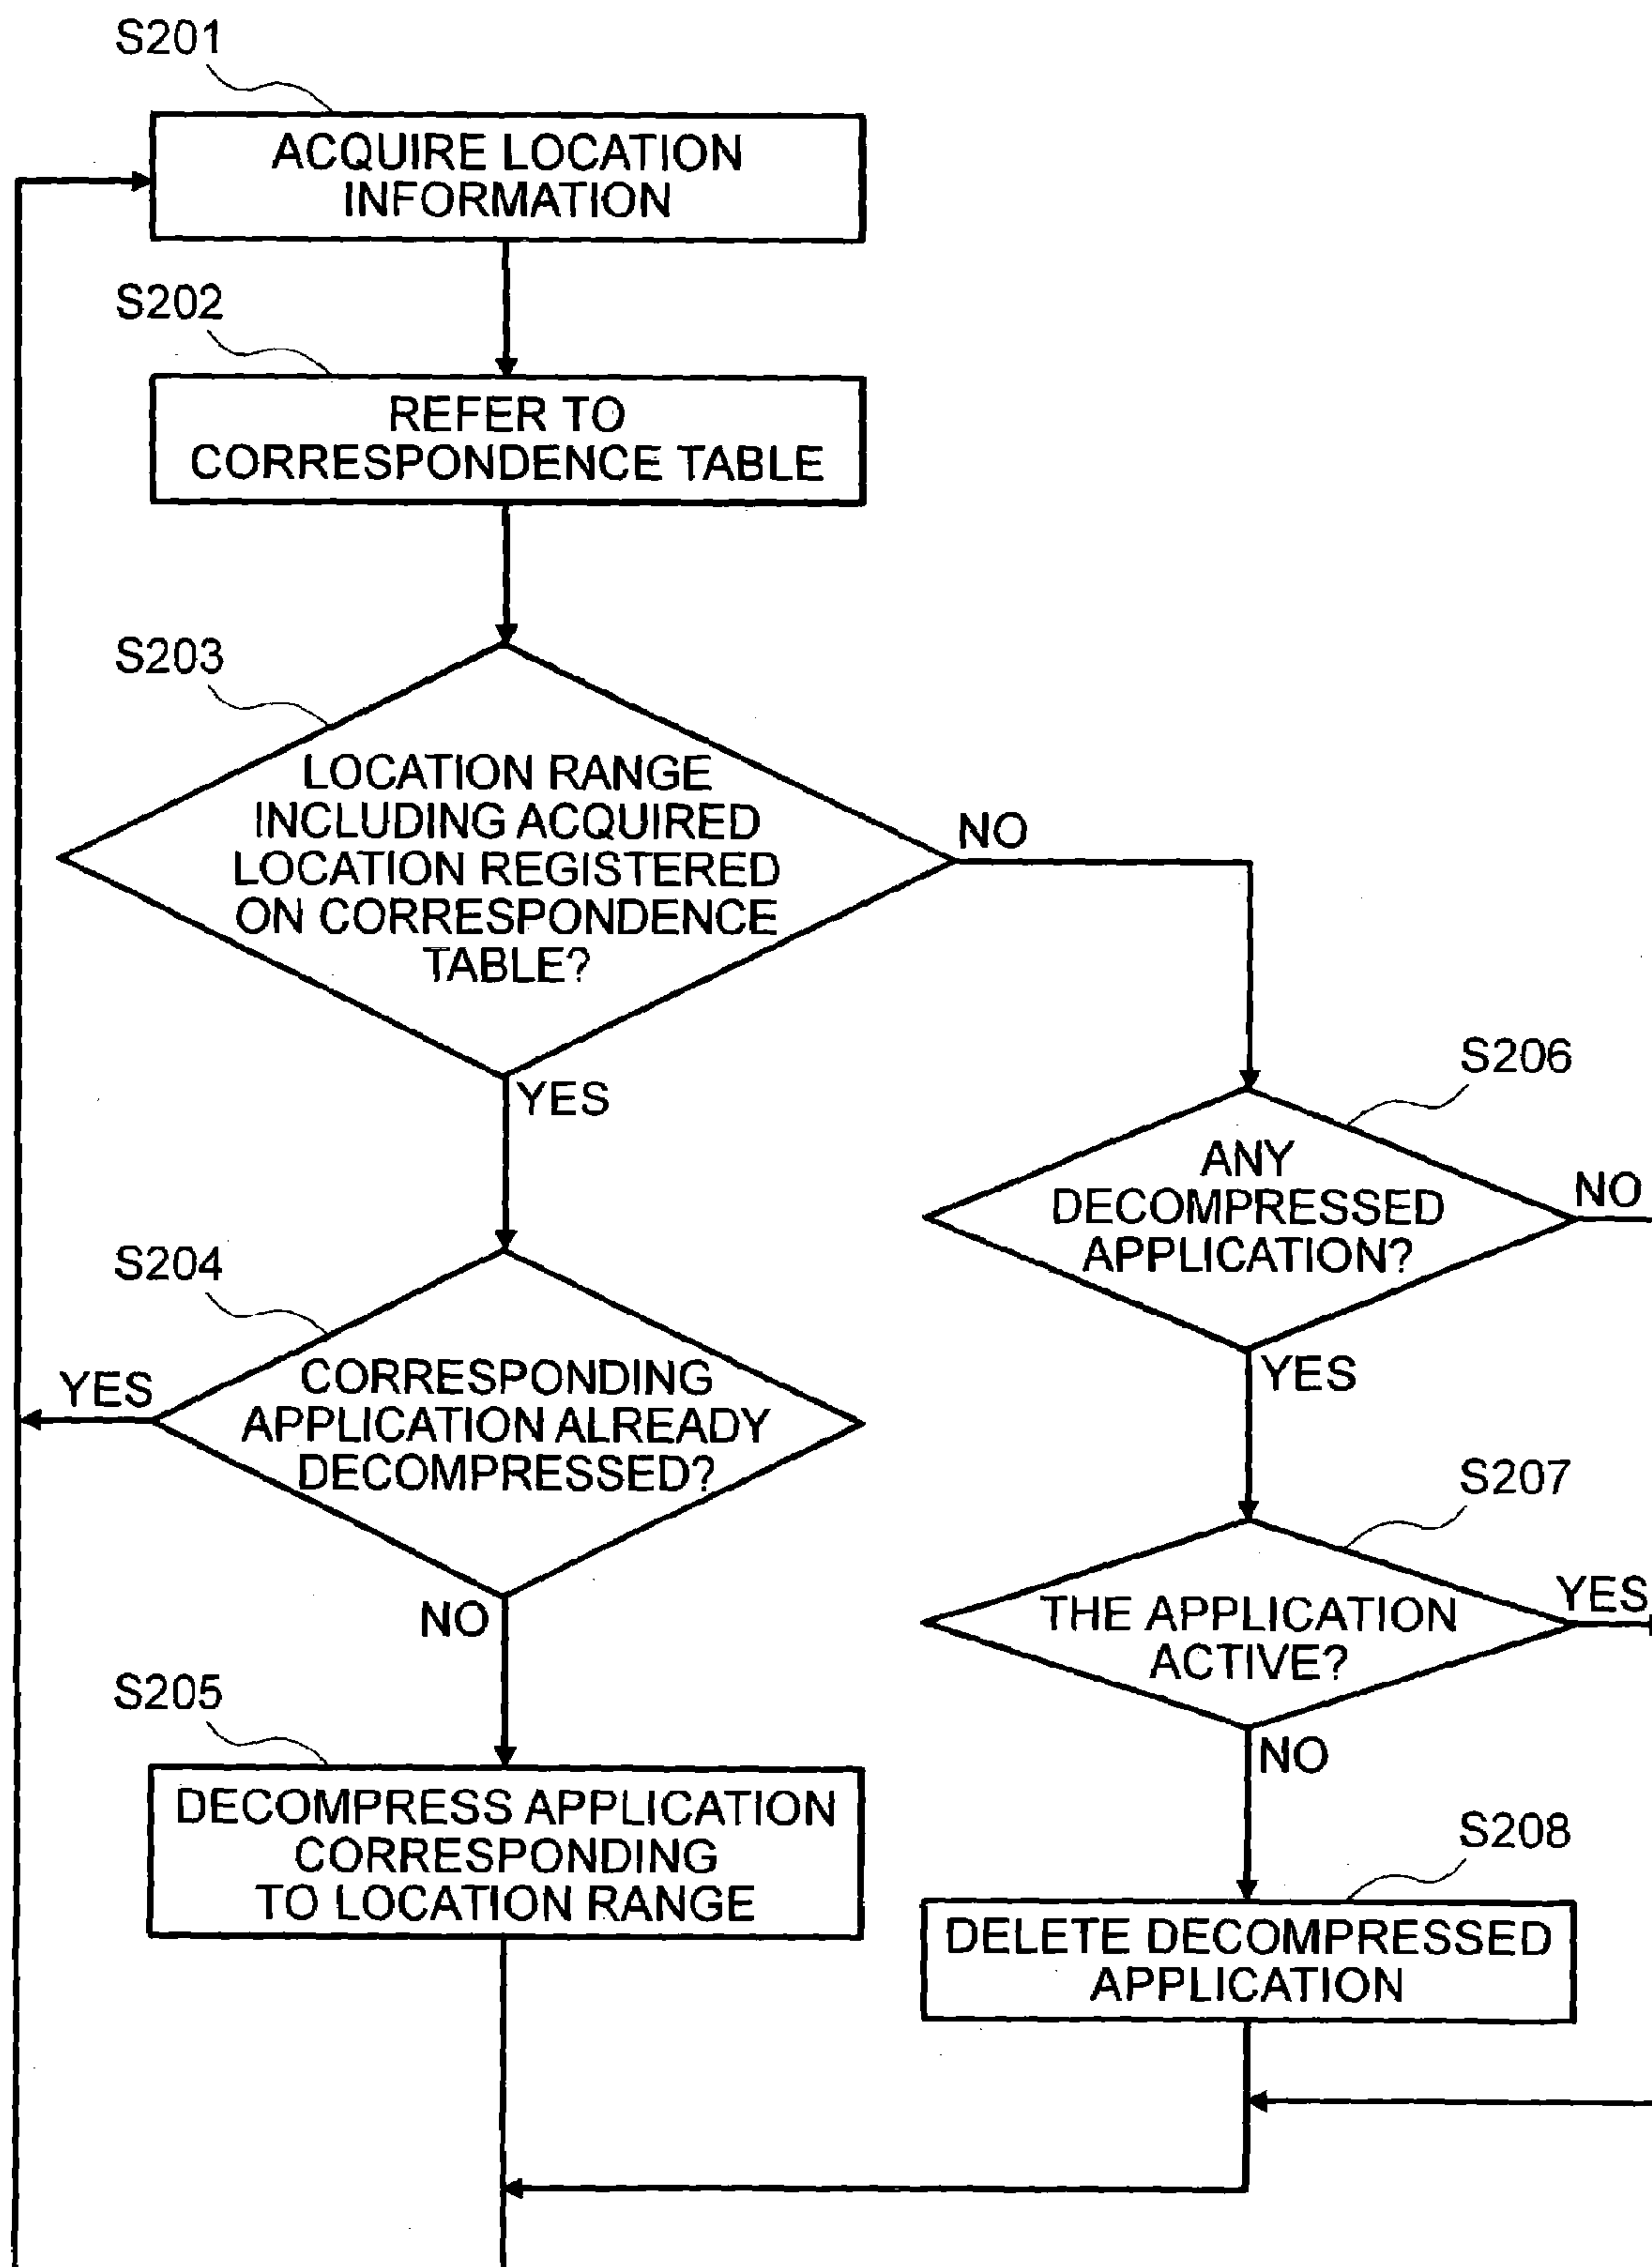 S201
ACQUIRE LOCATION
INFORMATION
S202
REFER TO
CORRESPONDENCE TABLE
S203
LOCATION RANGE
INCLUDING ACQUIRED
LOCATION REGISTERED
ON CORRESPONDENCE
TABLE?
NO
YES
S204
CORRESPONDING
APPLICATION ALREADY
DECOMPRESSED?
YES
NO
S205
DECOMPRESS APPLICATION
CORRESPONDING
TO LOCATION RANGE
S206
ANY
DECOMPRESSED
APPLICATION?
NO
YES
S207
THE APPLICATION
ACTIVE?
YES
NO
S208
DELETE DECOMPRESSED
APPLICATION